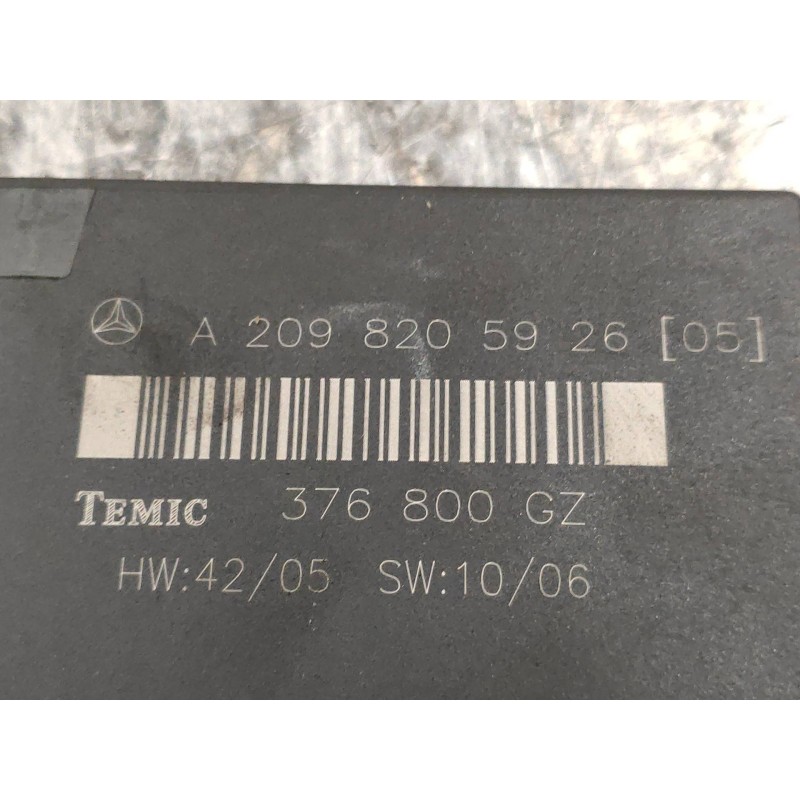 A 209 820 59 26 [05]
TEMIC 376 800 GZ
HW:42/05 SW:10/06